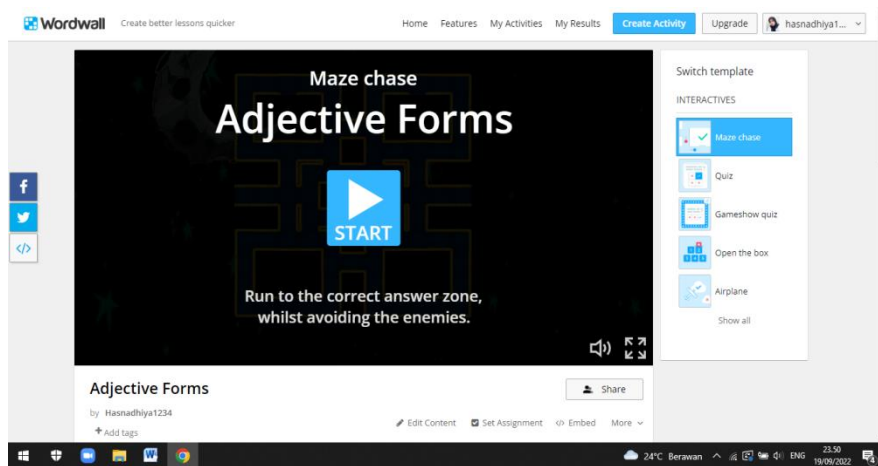 Wordwall Create better lessons quicker Home Features My Activities My Results Create Activity Upgrade hasnadhiya1...
Maze chase
Adjective Forms
START
Run to the correct answer zone,
whilst avoiding the enemies.
Switch template
INTERACTIVES
Maze chase
Quiz
Gameshow quiz
Open the box
Airplane
Show all
Adjective Forms
Share
by Hasnadhiya1234
Edit Content Set Assignment Embed More
Add tags
24°C Berawan ENG 23.50
19/09/2022